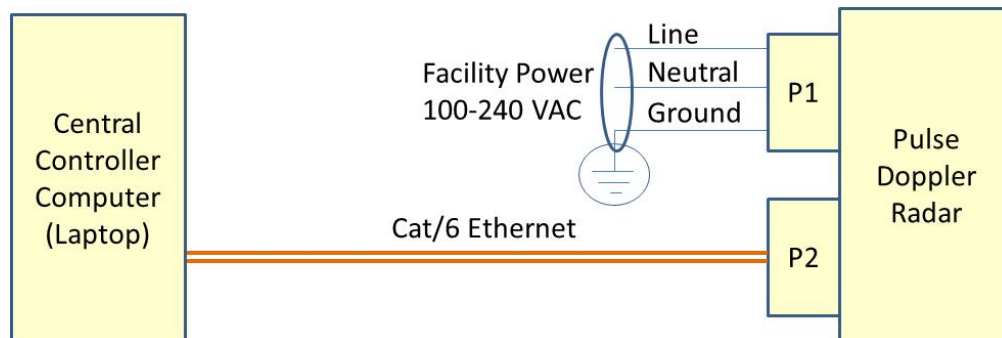 Central
Controller
Computer
(Laptop)
Facility Power
100-240 VAC
Line
Neutral
Ground
Cat/6 Ethernet
P1
P2
Pulse
Doppler
Radar